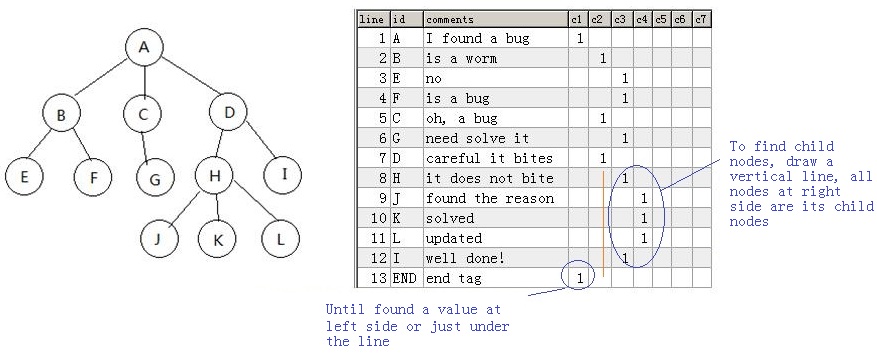 A
B
C
D
E
F
G
H
I
J
K
L
line id comments c1 c2 c3 c4 c5 c6 c7
1 A I found a bug 1
2 B is a worm 1
3 E no 1
4 F is a bug 1
5 C oh, a bug 1
6 G need solve it 1
7 D careful it bites 1
8 H it does not bite 1
9 J found the reason 1
10 K solved 1
11 L updated 1
12 I well done! 1
13 END end tag 1
To find child
nodes, draw a
vertical line, all
nodes at right
side are its child
nodes
Until found a value at
left side or just under
the line